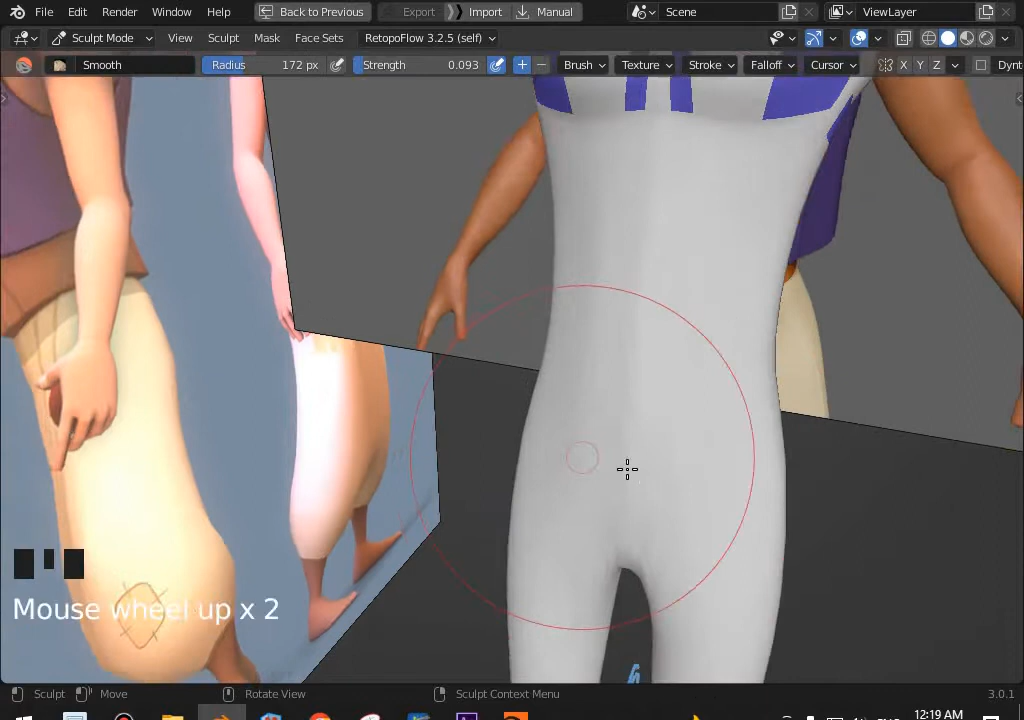 File Edit Render Window Help Back to Previous Export Import Manual Scene ViewLayer
Sculpt Mode View Sculpt Mask Face Sets RetopoFlow 3.2.5 (self)
Smooth Radius 172 px Strength 0.093 Brush Texture Stroke Falloff Cursor X Y Z Dynt
Mouse wheel up x 2
Sculpt Move Rotate View Sculpt Context Menu 3.0.1
12:19 AM